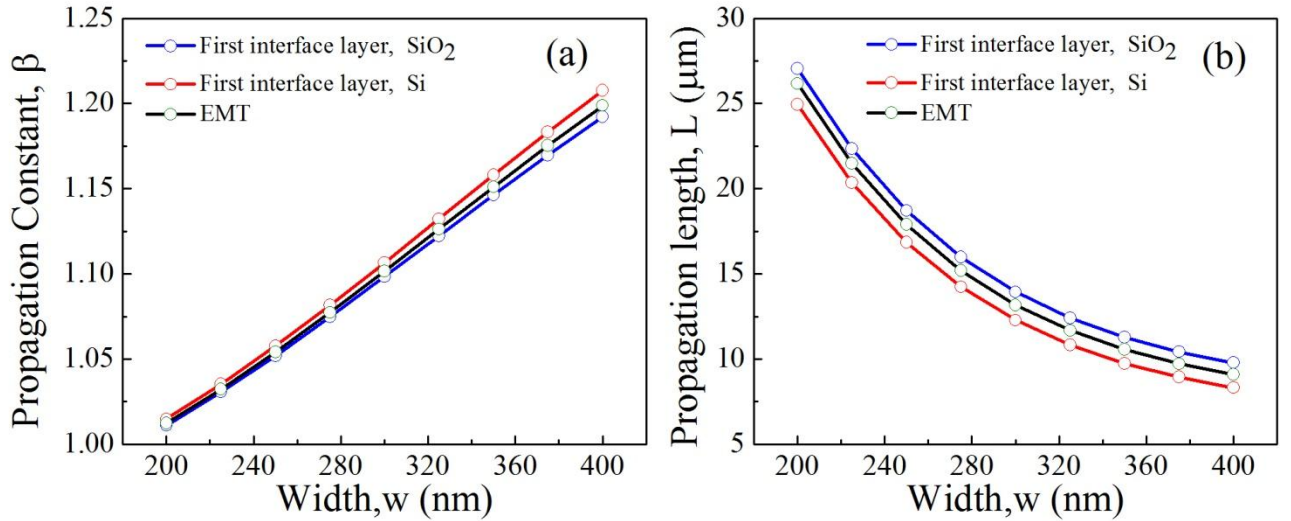 Propagation Constant, β
1.25
1.20
1.15
1.10
1.05
1.00
First interface layer, SiO₂
First interface layer, Si
EMT
(a)
200 240 280 320 360 400
Width,w (nm)
Propagation length, L (μm)
30
25
20
15
10
5
First interface layer, SiO₂
First interface layer, Si
EMT
(b)
200 240 280 320 360 400
Width,w (nm)